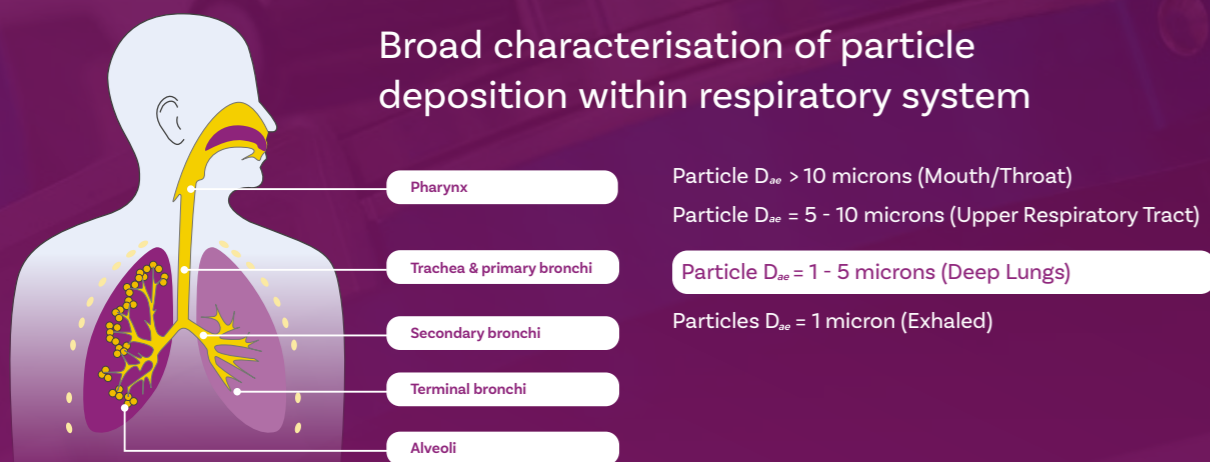 Broad characterisation of particle
deposition within respiratory system
Pharynx
Trachea & primary bronchi
Secondary bronchi
Terminal bronchi
Alveoli
Particle Dae > 10 microns (Mouth/Throat)
Particle Dae = 5 - 10 microns (Upper Respiratory Tract)
Particle Dae = 1 - 5 microns (Deep Lungs)
Particles Dae = 1 micron (Exhaled)